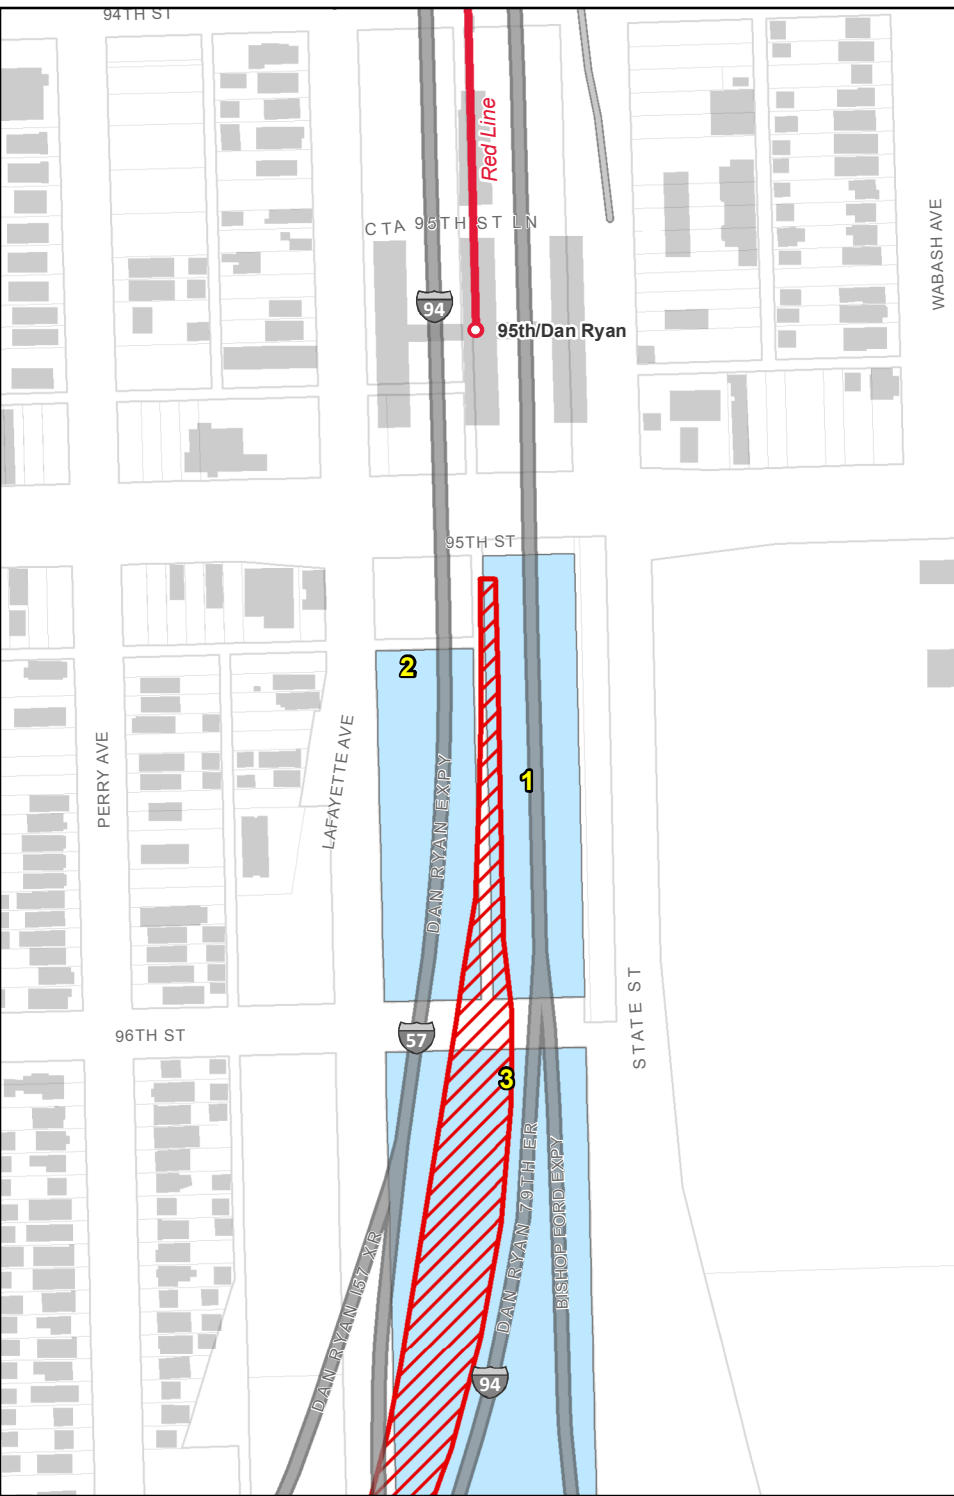 94TH ST
Red Line
CTA 95TH ST LN
WABASH AVE
94
95th/Dan Ryan
95TH ST
2
1
PERRY AVE
LAFAYETTE AVE
DAN RYAN EXPY
96TH ST
57
STATE ST
3
DAN RYAN 79TH ER
BISHOP FORD EXPY
DAN RYAN I57 XR
94